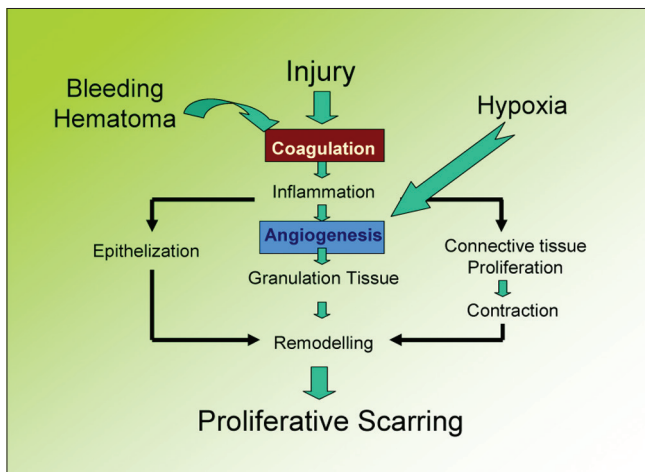 Injury
Bleeding
Hematoma
Hypoxia
Coagulation
Inflammation
Angiogenesis
Epithelization
Connective tissue
Proliferation
Granulation Tissue
Contraction
Remodelling
Proliferative Scarring